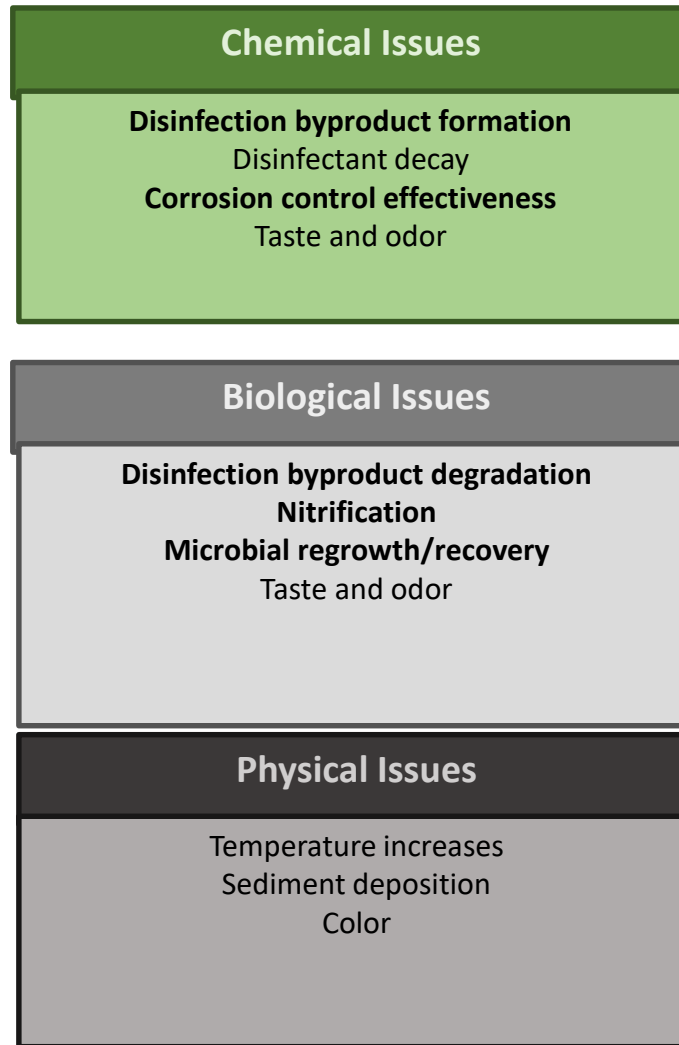 Chemical Issues
Disinfection byproduct formation
Disinfectant decay
Corrosion control effectiveness
Taste and odor
Biological Issues
Disinfection byproduct degradation
Nitrification
Microbial regrowth/recovery
Taste and odor
Physical Issues
Temperature increases
Sediment deposition
Color